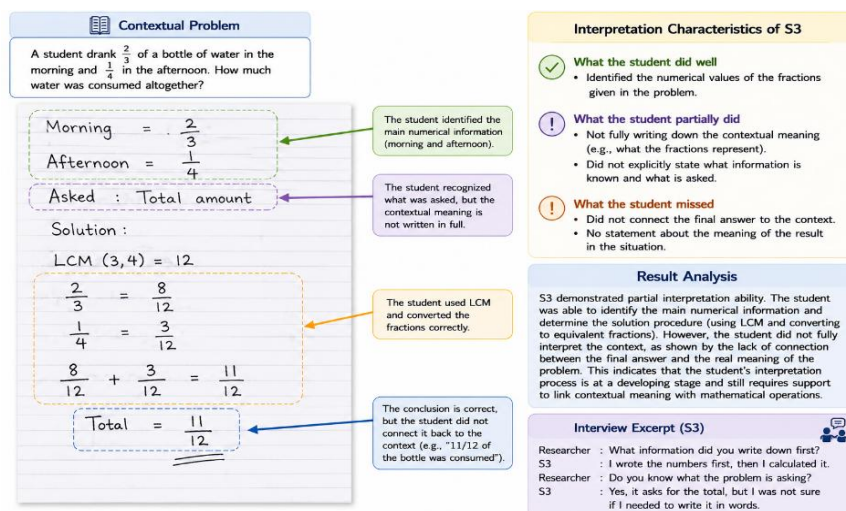 Contextual Problem
A student drank 2/3 of a bottle of water in the
morning and 1/4 in the afternoon. How much
water was consumed altogether?
Morning = . 2/3
Afternoon = 1/4
Asked : Total amount
Solution :
LCM (3,4) = 12
2/3 = 8/12
1/4 = 3/12
8/12 + 3/12 = 11/12
Total = 11/12
The student identified the
main numerical information
(morning and afternoon).
The student recognized
what was asked, but the
contextual meaning is
not written in full.
The student used LCM
and converted the
fractions correctly.
The conclusion is correct,
but the student did not
connect it back to the
context (e.g., "11/12 of
the bottle was consumed").
Interpretation Characteristics of S3
What the student did well
• Identified the numerical values of the fractions
given in the problem.
!
What the student partially did
• Not fully writing down the contextual meaning
(e.g., what the fractions represent).
• Did not explicitly state what information is
known and what is asked.
!
What the student missed
• Did not connect the final answer to the context.
• No statement about the meaning of the result
in the situation.
Result Analysis
S3 demonstrated partial interpretation ability. The student
was able to identify the main numerical information and
determine the solution procedure (using LCM and converting
to equivalent fractions). However, the student did not fully
interpret the context, as shown by the lack of connection
between the final answer and the real meaning of the
problem. This indicates that the student's interpretation
process is at a developing stage and still requires support
to link contextual meaning with mathematical operations.
Interview Excerpt (S3)
Researcher : What information did you write down first?
S3 : I wrote the numbers first, then I calculated it.
Researcher : Do you know what the problem is asking?
S3 : Yes, it asks for the total, but I was not sure
if I needed to write it in words.